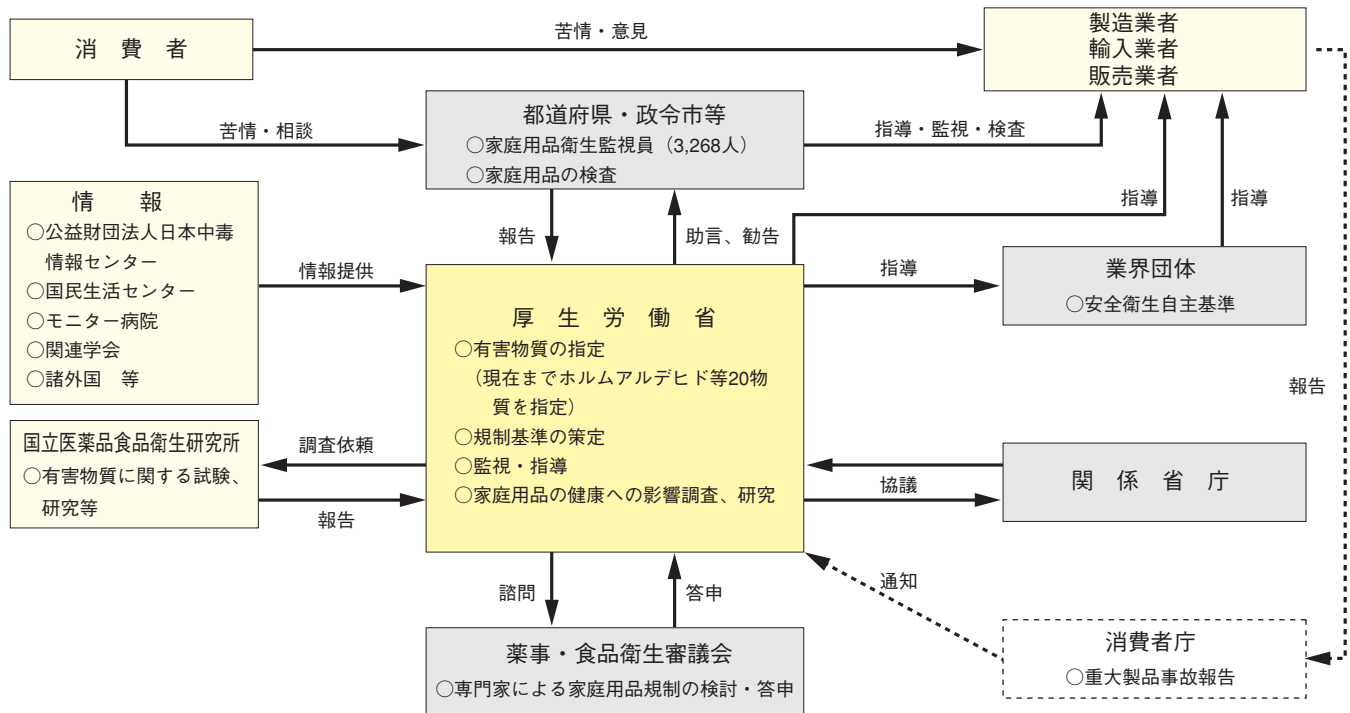 消　費　者
苦情・意見
製造業者
輸入業者
販売業者
苦情・相談
都道府県・政令市等
○家庭用品衛生監視員（3,268人）
○家庭用品の検査
指導・監視・検査
情　　報
○公益財団法人日本中毒
情報センター
○国民生活センター
○モニター病院
○関連学会
○諸外国　等
情報提供
報告
助言、勧告
指導
指導
指導
業界団体
○安全衛生自主基準
厚　生　労　働　省
○有害物質の指定
（現在までホルムアルデヒド等20物
質を指定）
○規制基準の策定
○監視・指導
○家庭用品の健康への影響調査、研究
報告
国立医薬品食品衛生研究所
○有害物質に関する試験、
研究等
調査依頼
報告
協議
関　係　省　庁
諮問
答申
通知
薬事・食品衛生審議会
○専門家による家庭用品規制の検討・答申
消費者庁
○重大製品事故報告